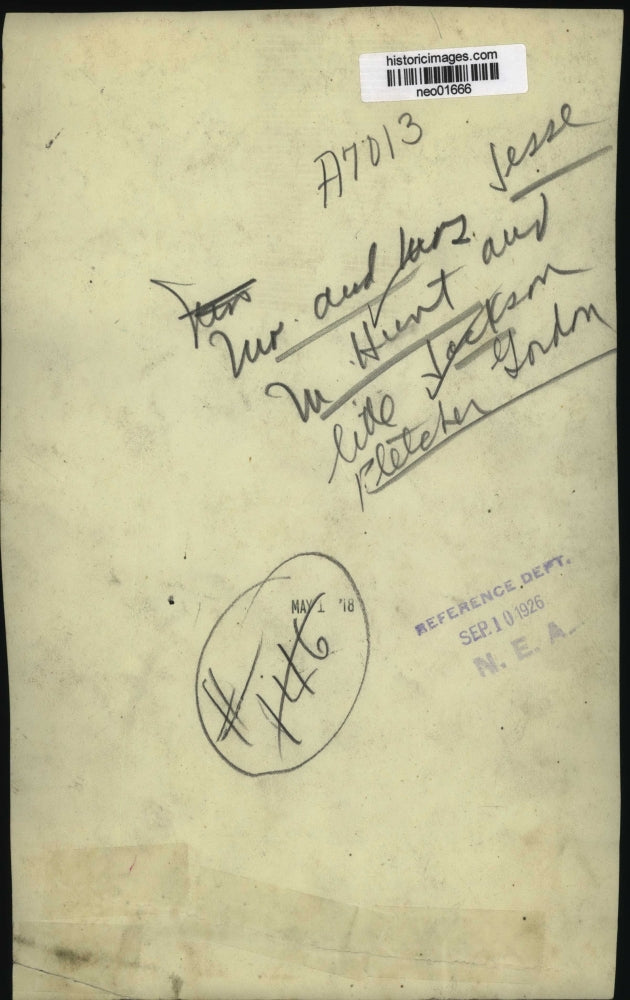 historicimages.com
neo01666
A7013
Mr. and Mrs. Jesse
M. Hunt and
litle Jackson
Fletcher Gordon
MAY 1 '18
REFERENCE DEPT.
SEP 10 1926
N. E. A.